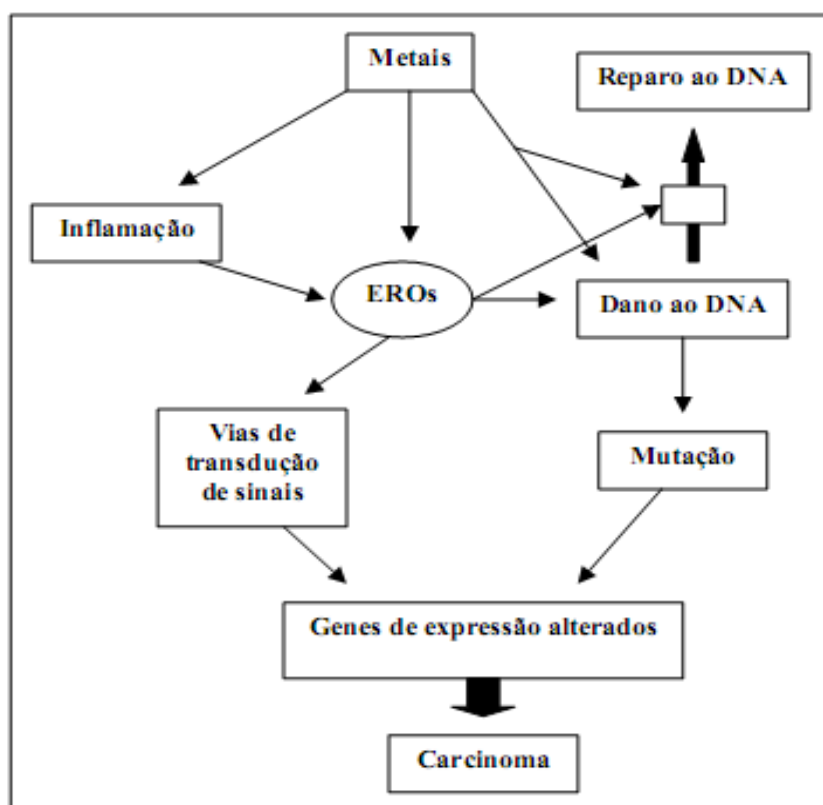 Metais
Reparo ao DNA
Inflamação
EROs
Dano ao DNA
Vias de
transdução
de sinais
Mutação
Genes de expressão alterados
Carcinoma